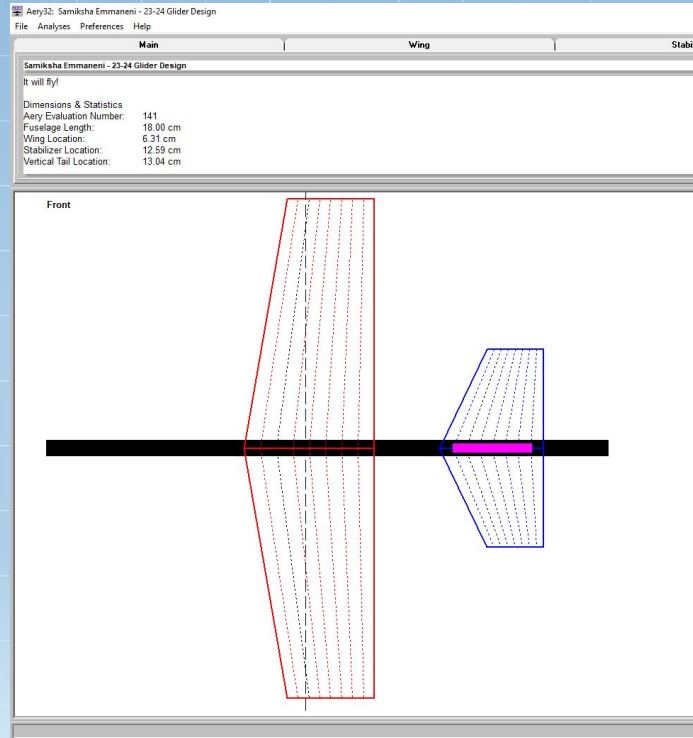 Aery32: Samiksha Emmaneni - 23-24 Glider Design
File Analyses Preferences Help
Main Wing
Samiksha Emmaneni - 23-24 Glider Design
It will fly!
Dimensions & Statistics
Aery Evaluation Number: 141
Fuselage Length: 18.00 cm
Wing Location: 6.31 cm
Stabilizer Location: 12.59 cm
Vertical Tail Location: 13.04 cm
Front